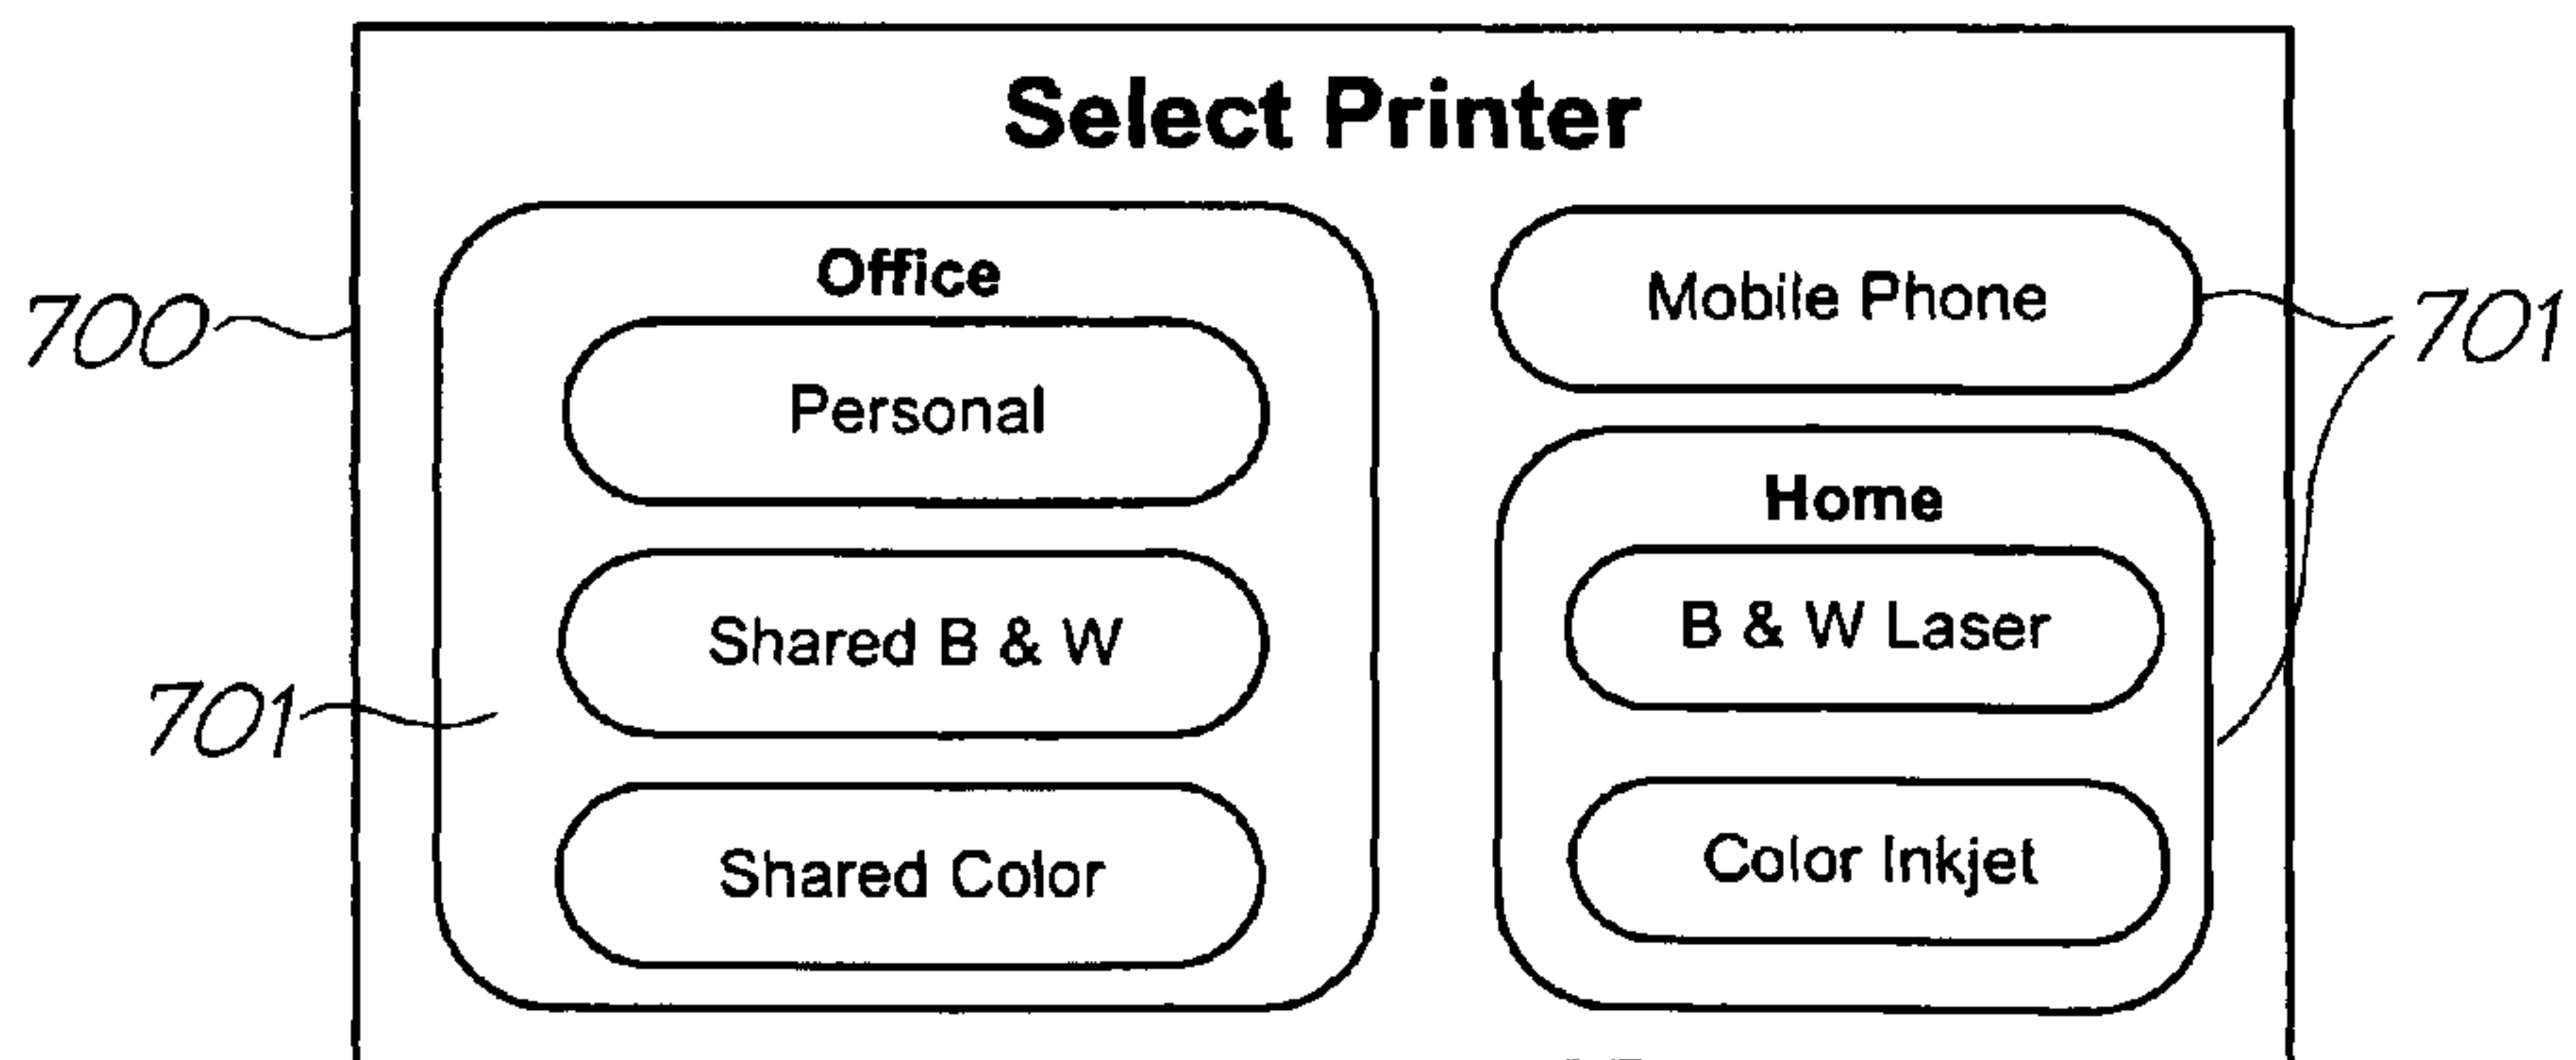 Select Printer
Office
Personal
Shared B & W
Shared Color
Mobile Phone
Home
B & W Laser
Color Inkjet
700
701
701